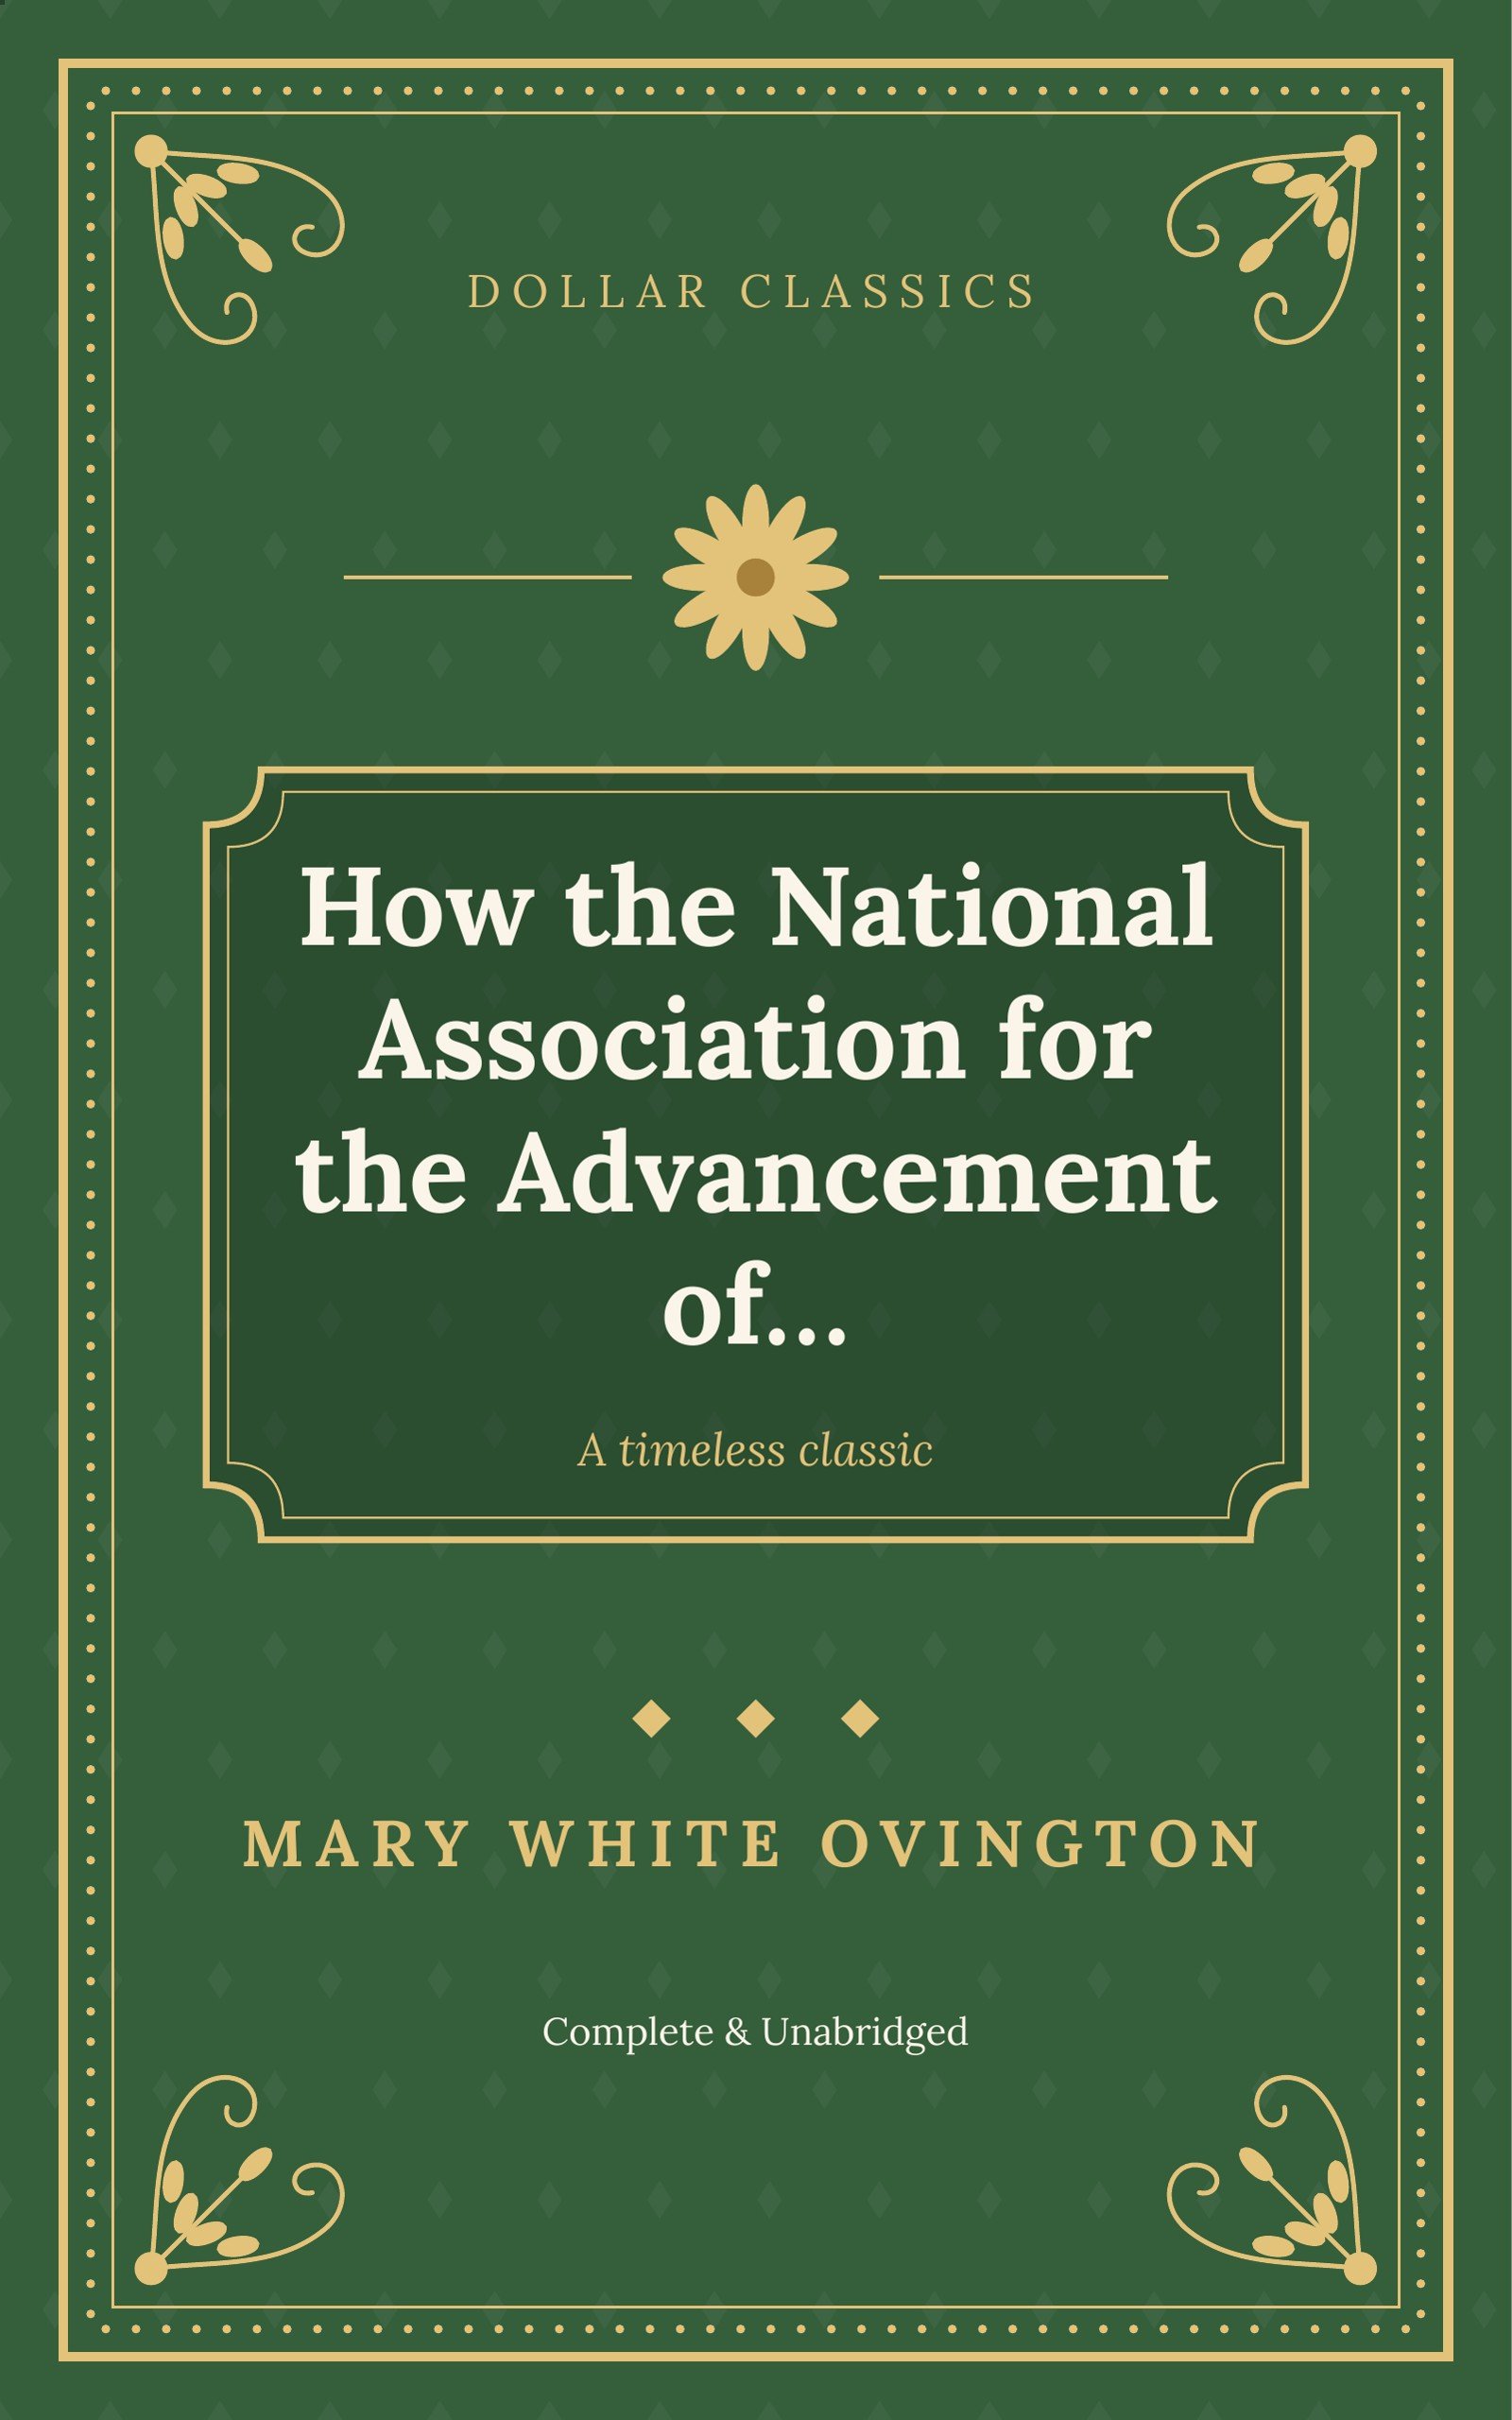 DOLLAR CLASSICS
How the National
Association for
the Advancement
of...
A timeless classic
MARY WHITE OVINGTON
Complete & Unabridged